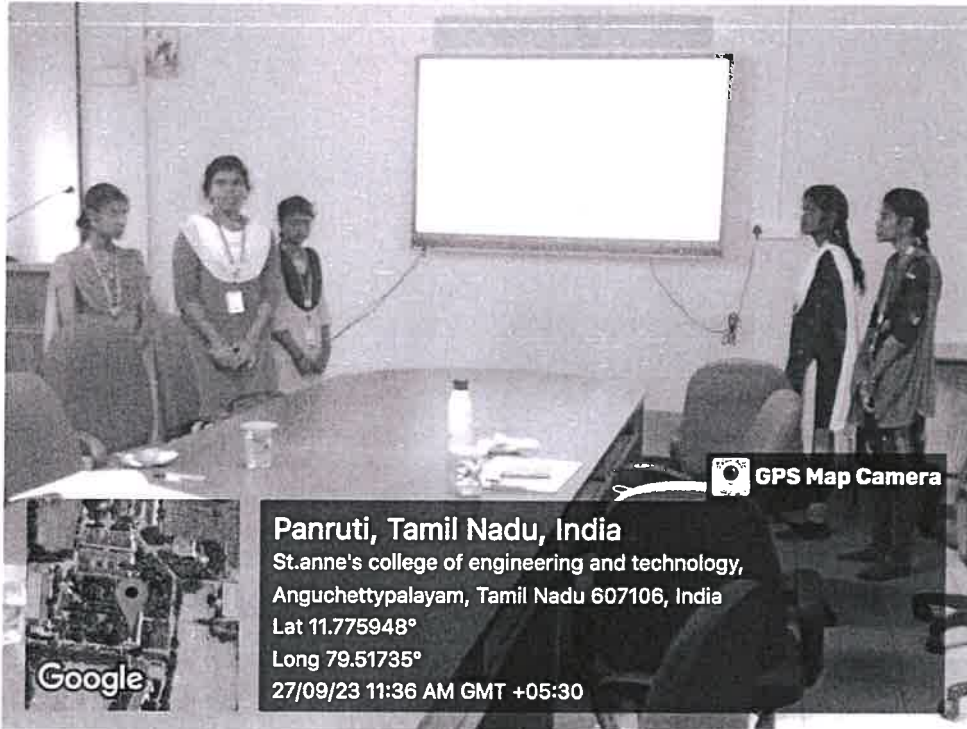 GPS Map Camera
Panruti, Tamil Nadu, India
St.anne's college of engineering and technology,
Anguchettypalayam, Tamil Nadu 607106, India
Lat 11.775948°
Long 79.51735°
27/09/23 11:36 AM GMT +05:30
Google